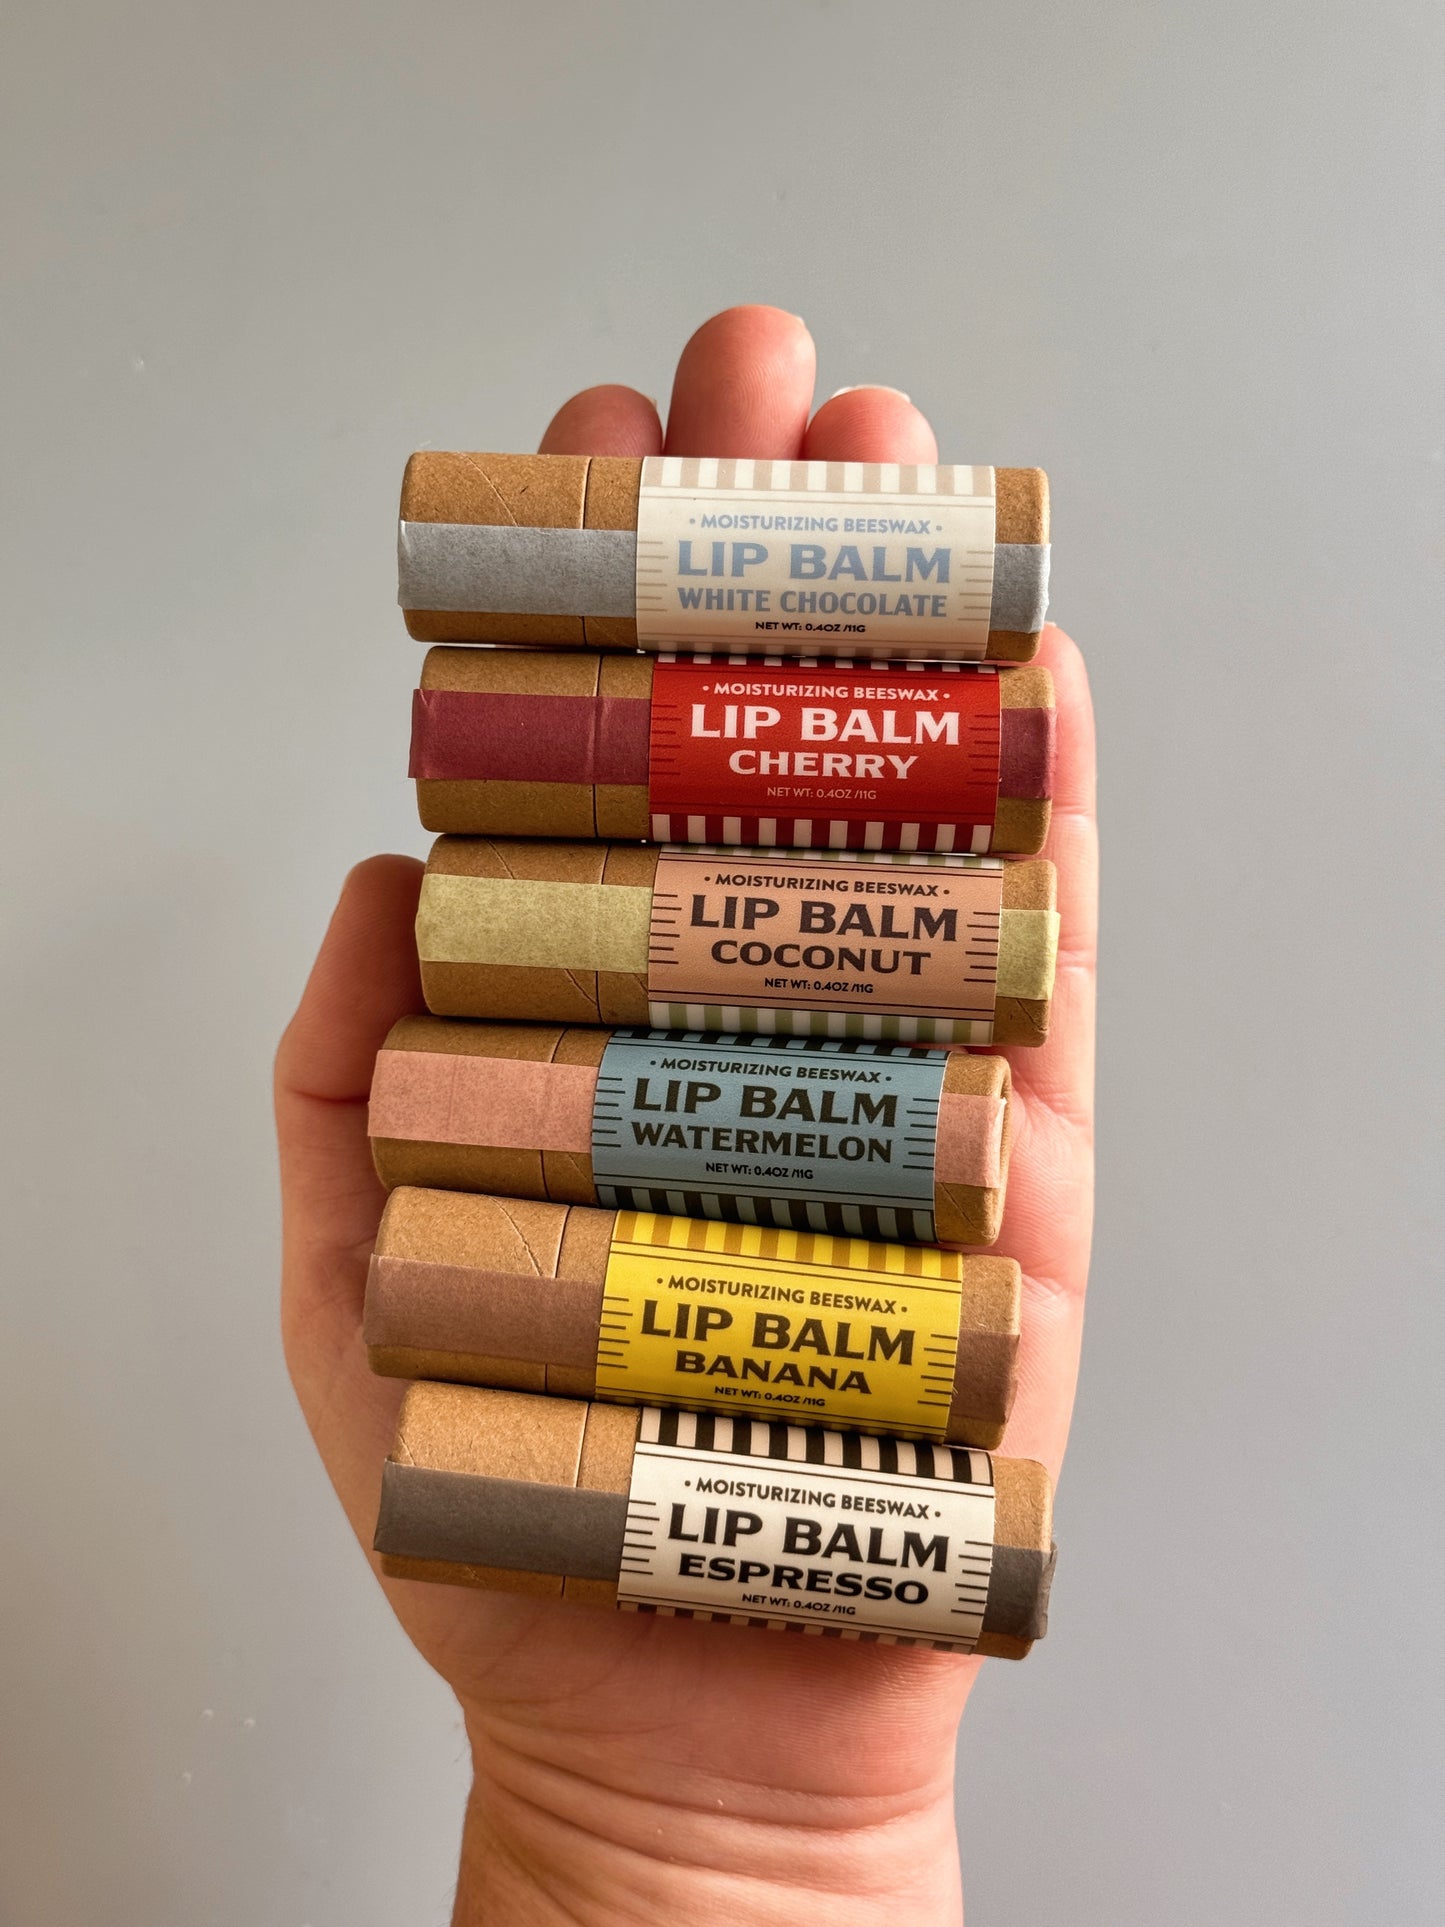 • MOISTURIZING BEESWAX •
LIP BALM
WHITE CHOCOLATE
NET WT: 0.4OZ /11G
• MOISTURIZING BEESWAX •
LIP BALM
CHERRY
NET WT: 0.4OZ /11G
• MOISTURIZING BEESWAX •
LIP BALM
COCONUT
NET WT: 0.4OZ /11G
• MOISTURIZING BEESWAX •
LIP BALM
WATERMELON
NET WT: 0.4OZ /11G
• MOISTURIZING BEESWAX •
LIP BALM
BANANA
NET WT: 0.4OZ /11G
• MOISTURIZING BEESWAX •
LIP BALM
ESPRESSO
NET WT: 0.4OZ /11G